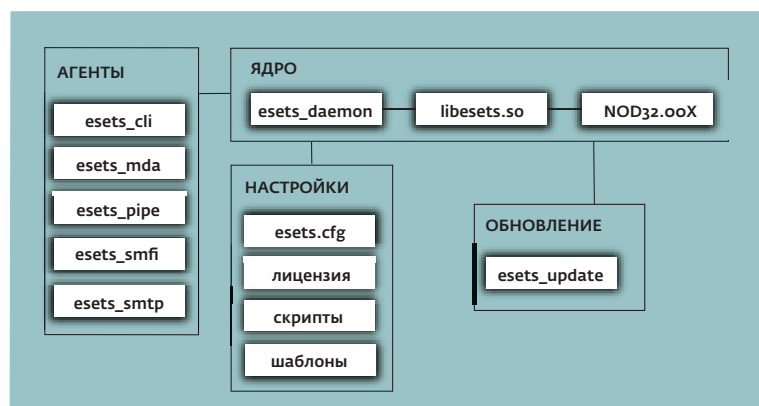 АГЕНТЫ
esets_cli
esets_mda
esets_pipe
esets_smfi
esets_smtp
ЯДРО
esets_daemon
libesets.so
NOD32.00X
НАСТРОЙКИ
esets.cfg
лицензия
скрипты
шаблоны
ОБНОВЛЕНИЕ
esets_update